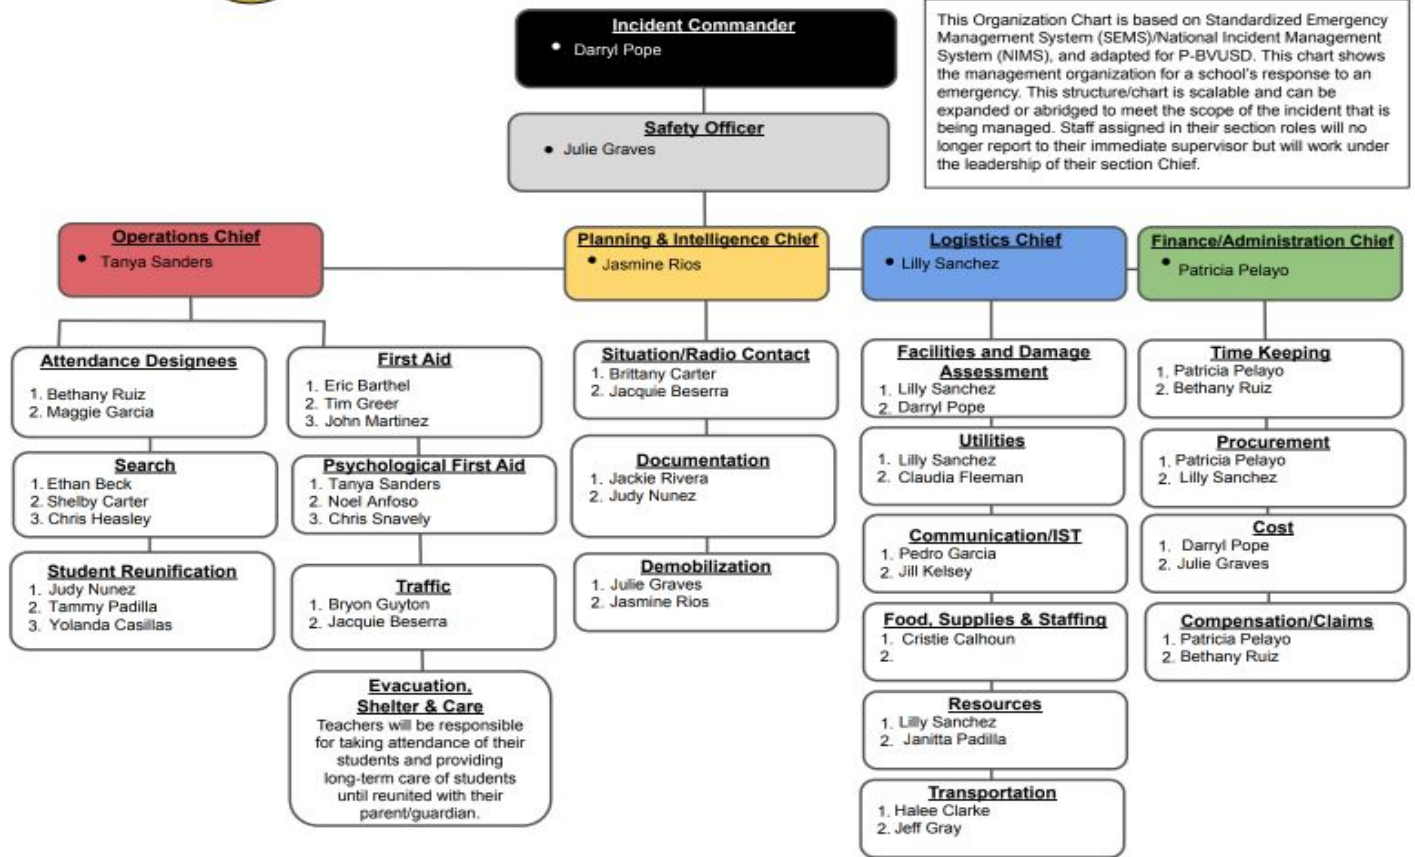 Incident Commander
• Darryl Pope
This Organization Chart is based on Standardized Emergency
Management System (SEMS)/National Incident Management
System (NIMS), and adapted for P-BVUSD. This chart shows
the management organization for a school's response to an
emergency. This structure/chart is scalable and can be
expanded or abridged to meet the scope of the incident that is
being managed. Staff assigned in their section roles will no
longer report to their immediate supervisor but will work under
the leadership of their section Chief.
Safety Officer
• Julie Graves
Operations Chief
• Tanya Sanders
Planning & Intelligence Chief
• Jasmine Rios
Logistics Chief
• Lilly Sanchez
Finance/Administration Chief
• Patricia Pelayo
Attendance Designees
1. Bethany Ruiz
2. Maggie Garcia
Search
1. Ethan Beck
2. Shelby Carter
3. Chris Heasley
Student Reunification
1. Judy Nunez
2. Tammy Padilla
3. Yolanda Casillas
First Aid
1. Eric Barthel
2. Tim Greer
3. John Martinez
Psychological First Aid
1. Tanya Sanders
2. Noel Anfoso
3. Chris Snavely
Traffic
1. Bryon Guyton
2. Jacquie Beserra
Evacuation,
Shelter & Care
Teachers will be responsible
for taking attendance of their
students and providing
long-term care of students
until reunited with their
parent/guardian.
Situation/Radio Contact
1. Brittany Carter
2. Jacquie Beserra
Documentation
1. Jackie Rivera
2. Judy Nunez
Demobilization
1. Julie Graves
2. Jasmine Rios
Facilities and Damage
Assessment
1. Lilly Sanchez
2. Darryl Pope
Utilities
1. Lilly Sanchez
2. Claudia Fleeman
Communication/IST
1. Pedro Garcia
2. Jill Kelsey
Food, Supplies & Staffing
1. Cristie Calhoun
2.
Resources
1. Lilly Sanchez
2. Janitta Padilla
Transportation
1. Halee Clarke
2. Jeff Gray
Time Keeping
1. Patricia Pelayo
2. Bethany Ruiz
Procurement
1. Patricia Pelayo
2. Lilly Sanchez
Cost
1. Darryl Pope
2. Julie Graves
Compensation/Claims
1. Patricia Pelayo
2. Bethany Ruiz